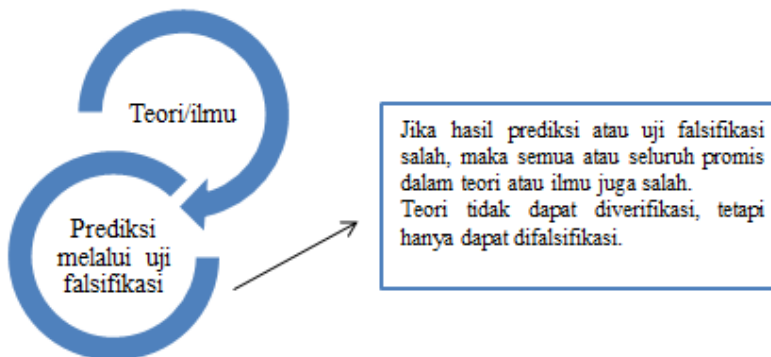 Teori/ilmu
Prediksi
melalui uji
falsifikasi
Jika hasil prediksi atau uji falsifikasi
salah, maka semua atau seluruh promis
dalam teori atau ilmu juga salah.
Teori tidak dapat diverifikasi, tetapi
hanya dapat difalsifikasi.